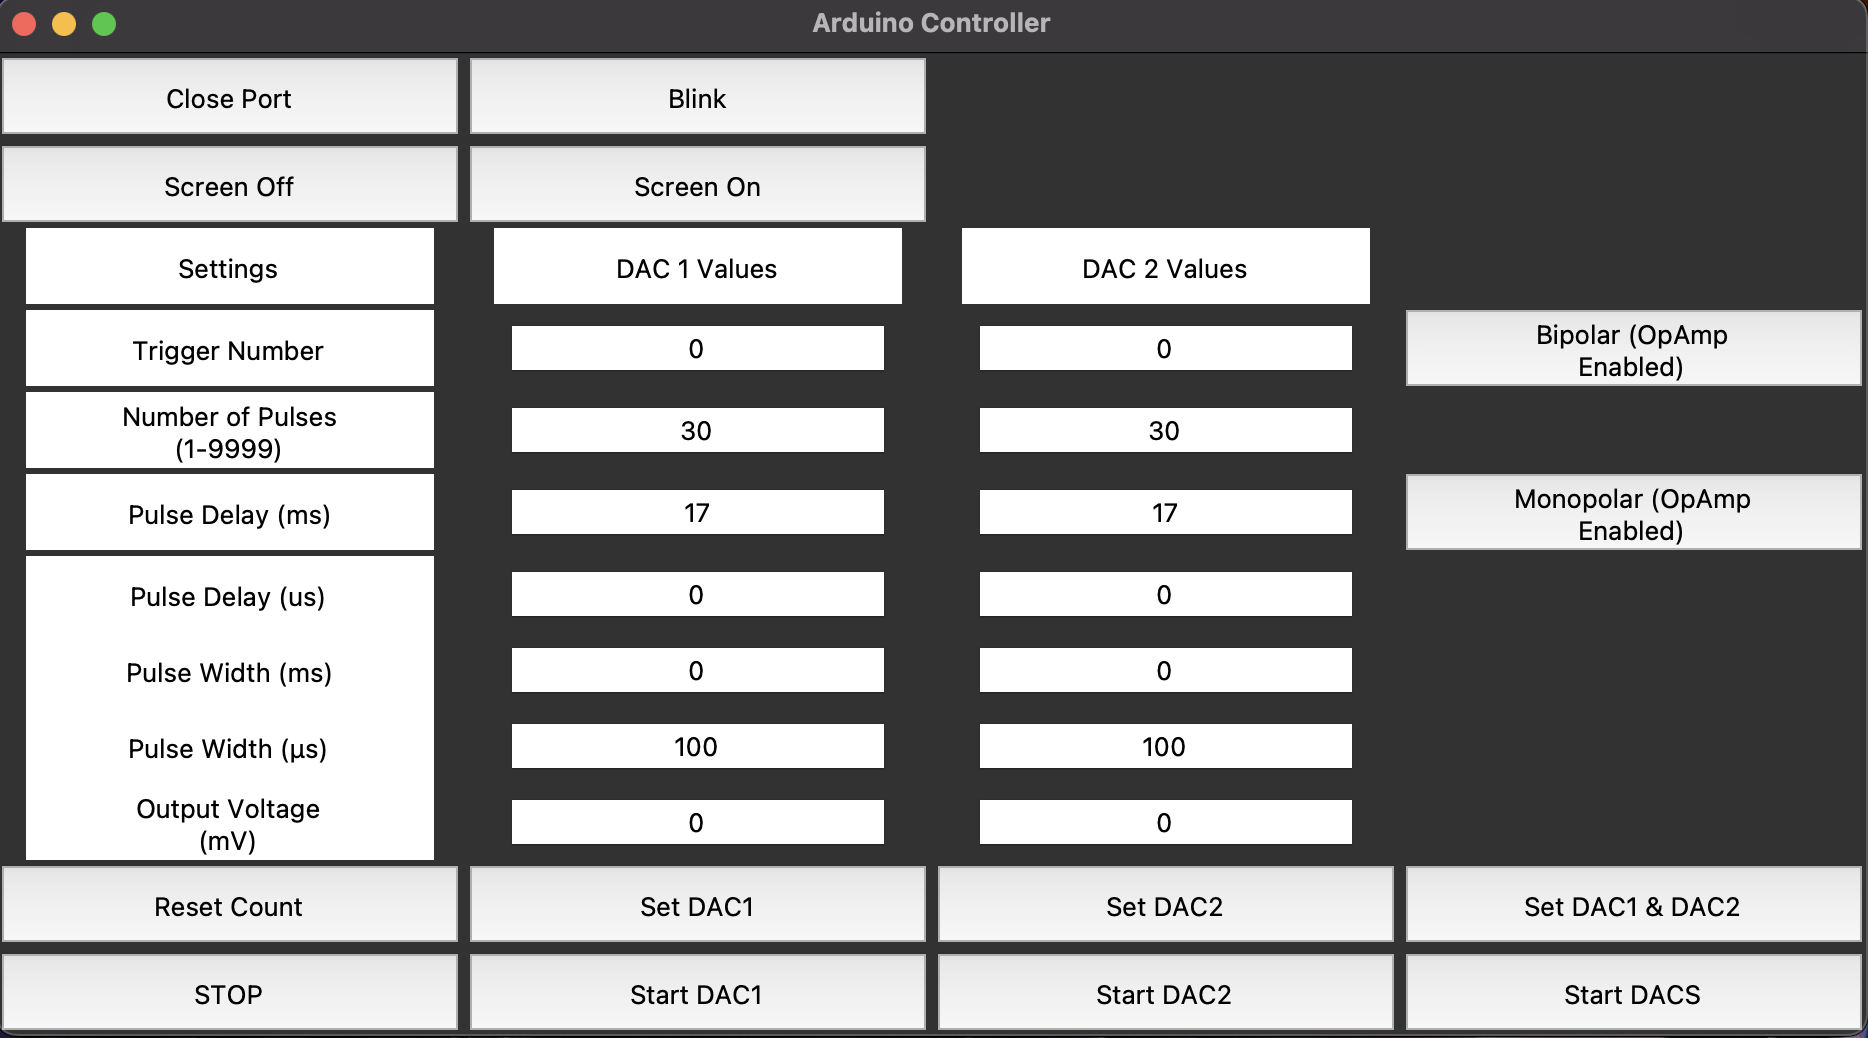 Arduino Controller
Close Port
Blink
Screen Off
Screen On
Settings
DAC 1 Values
DAC 2 Values
Trigger Number
0
0
Bipolar (OpAmp
Enabled)
Number of Pulses
(1-9999)
30
30
Pulse Delay (ms)
17
17
Monopolar (OpAmp
Enabled)
Pulse Delay (us)
0
0
Pulse Width (ms)
0
0
Pulse Width (µs)
100
100
Output Voltage
(mV)
0
0
Reset Count
Set DAC1
Set DAC2
Set DAC1 & DAC2
STOP
Start DAC1
Start DAC2
Start DACS